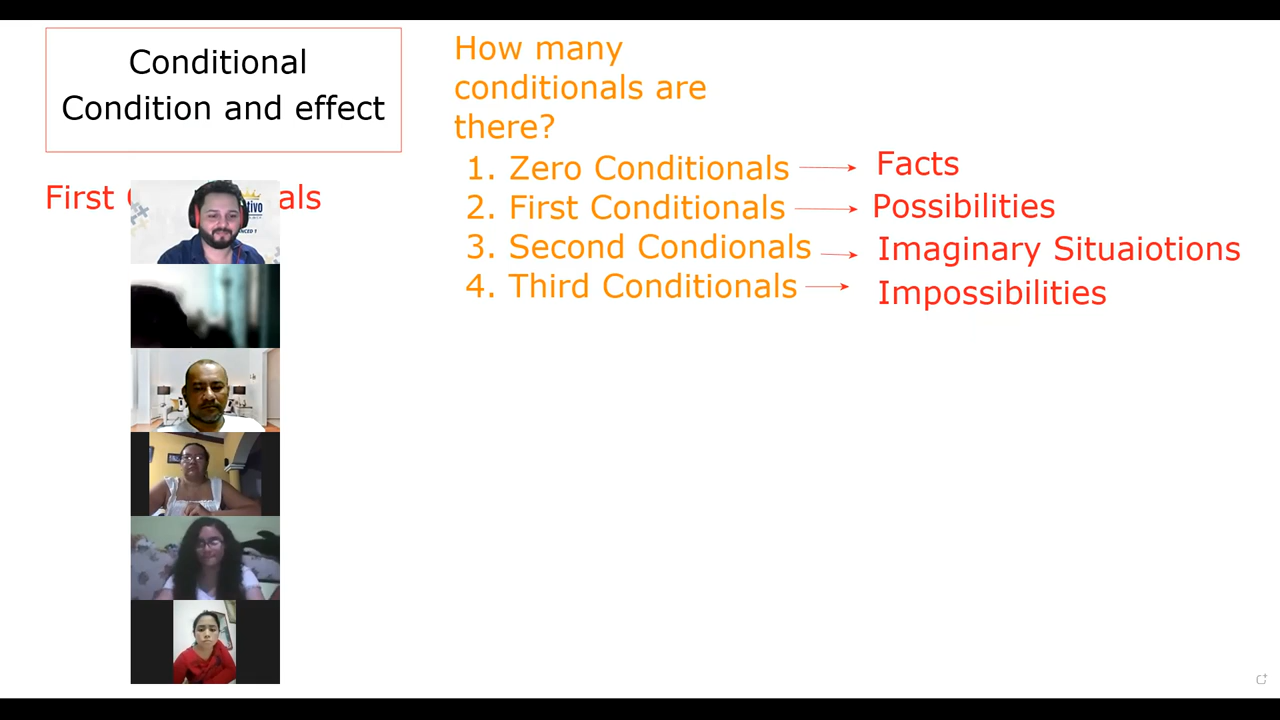 Conditional
Condition and effect
First
als
How many
conditionals are
there?
1. Zero Conditionals
2. First Conditionals
3. Second Condionals
4. Third Conditionals
Facts
Possibilities
Imaginary Situaiotions
Impossibilities